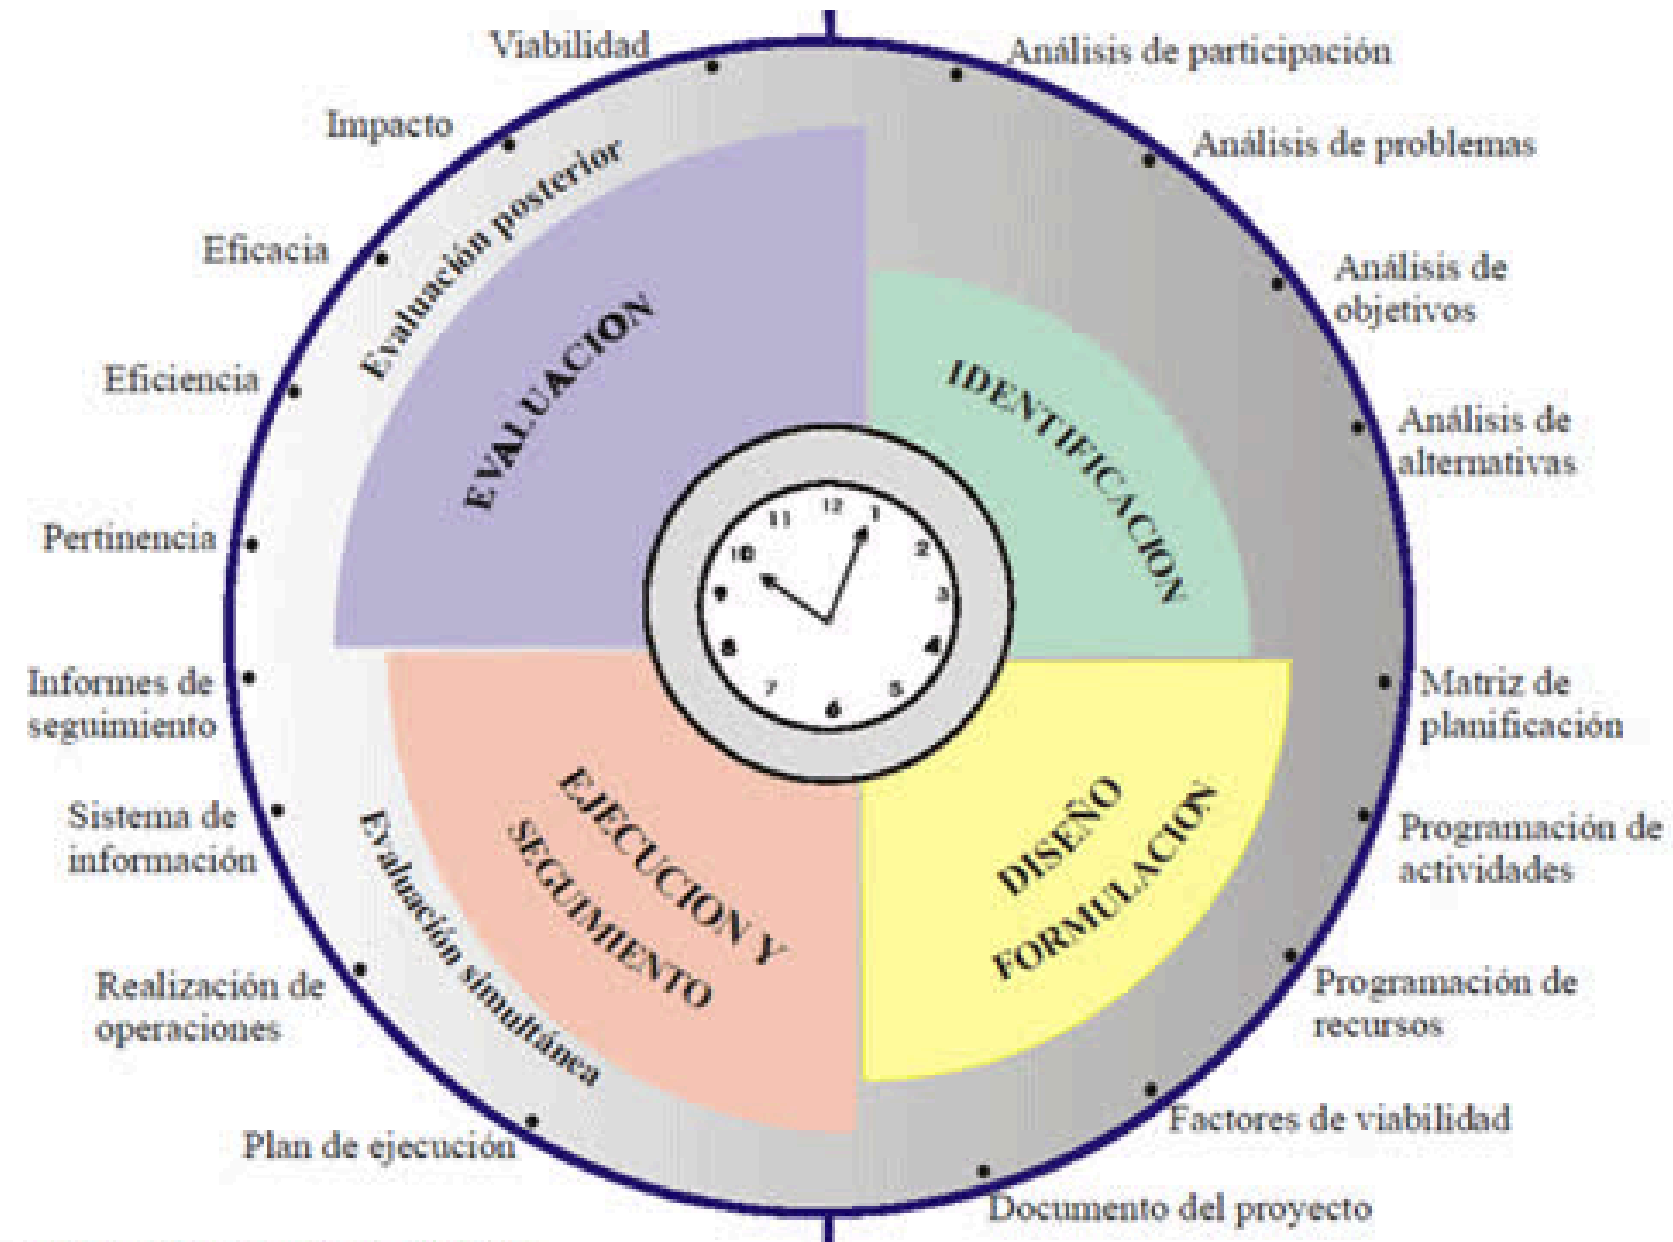 Viabilidad
Análisis de participación
Impacto
Análisis de problemas
Evaluación posterior
Eficacia
Análisis de
objetivos
EVALUACION
IDENTIFICACION
Eficiencia
Análisis de
alternativas
Pertinencia
12
1
2
3
4
5
6
7
8
9
10
11
Informes de
seguimiento
Matriz de
planificación
Sistema de
información
EJECUCION Y
SEGUIMIENTO
DISEÑO
FORMULACION
Programación de
actividades
Evaluación simultánea
Realización de
operaciones
Programación de
recursos
Plan de ejecución
Factores de viabilidad
Documento del proyecto